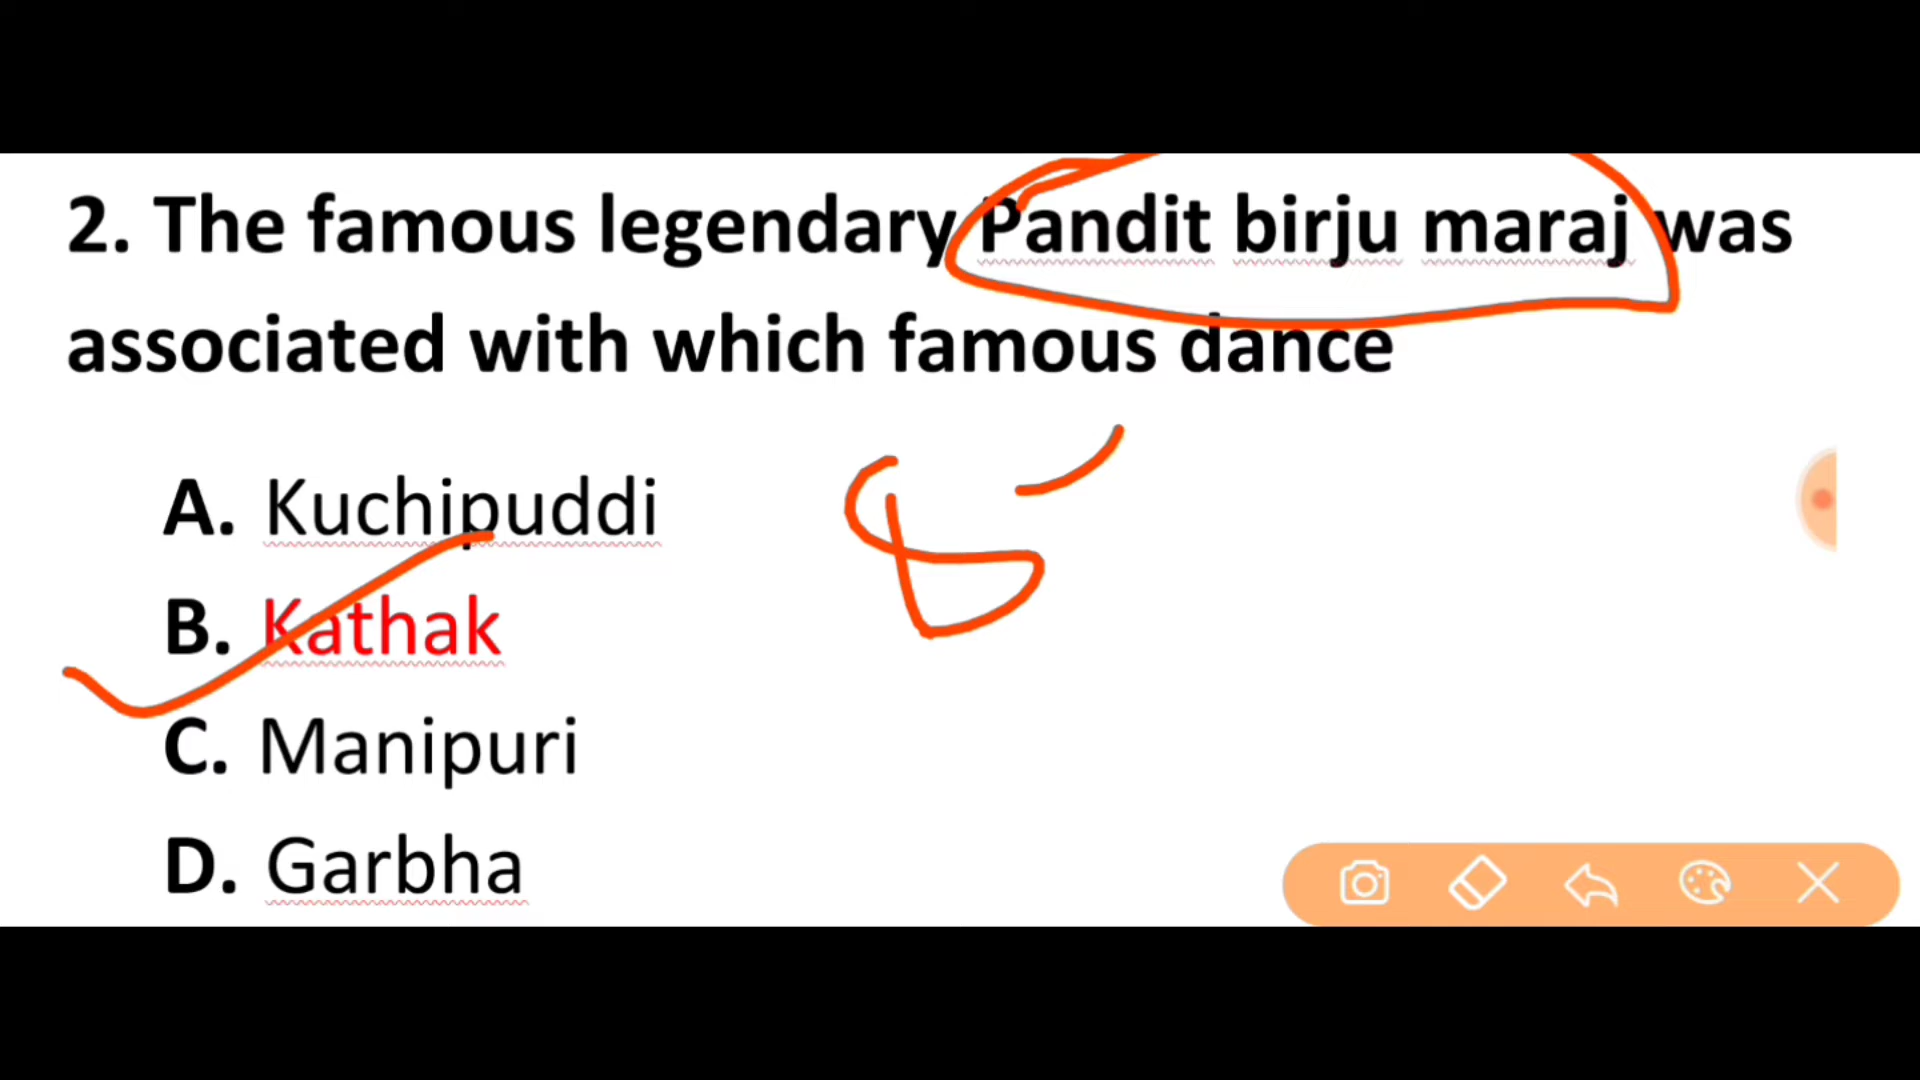 2. The famous legendary Pandit birju maraj was
associated with which famous dance
A. Kuchipuddi
B. Kathak
C. Manipuri
D. Garbha